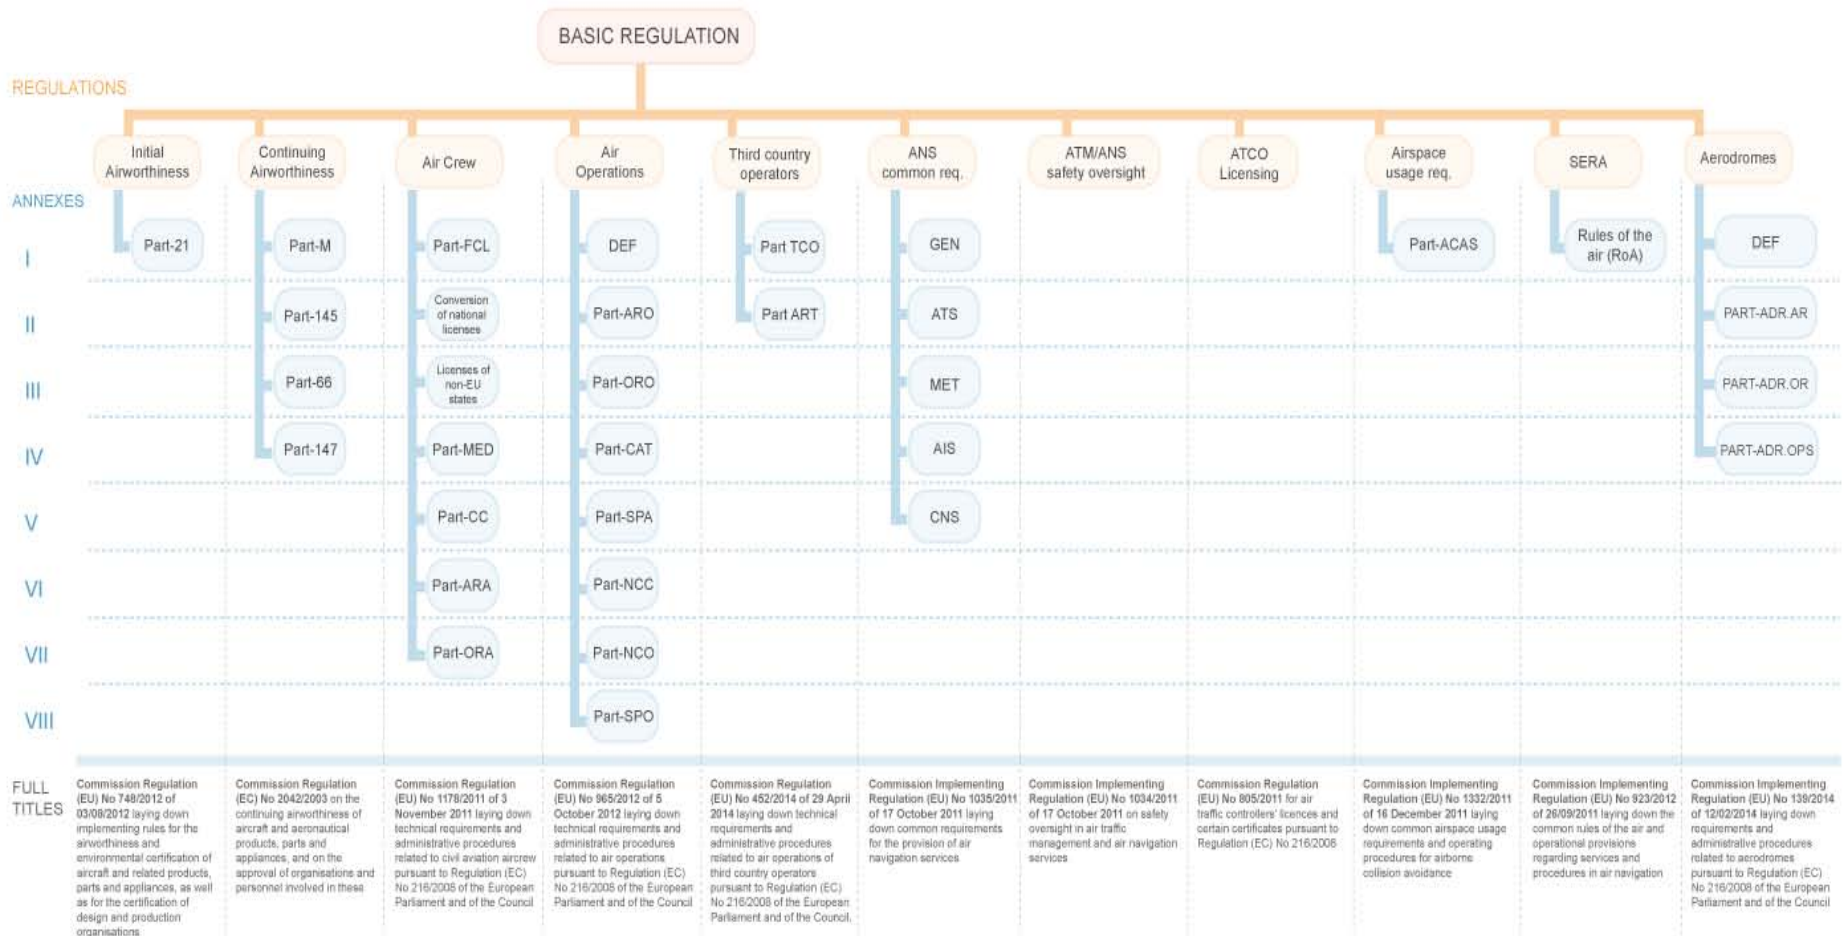 BASIC REGULATION
REGULATIONS
Initial
Airworthiness
Continuing
Airworthiness
Air Crew
Air
Operations
Third country
operators
ANS
common req.
ATM/ANS
safety oversight
ATCO
Licensing
Airspace
usage req.
SERA
Aerodromes
ANNEXES
I
Part-21
Part-M
Part-FCL
DEF
Part TCO
GEN
Part-ACAS
Rules of the
air (RoA)
DEF
II
Part-145
Conversion
of national
licenses
Part-ARO
Part ART
ATS
PART-ADR.AR
III
Part-66
Licenses of
non-EU
states
Part-ORO
MET
PART-ADR.OR
IV
Part-147
Part-MED
Part-CAT
AIS
PART-ADR.OPS
V
Part-CC
Part-SPA
CNS
VI
Part-ARA
Part-NCC
VII
Part-ORA
Part-NCO
VIII
Part-SPO
FULL
TITLES
Commission Regulation
(EU) No 748/2012 of
03/08/2012 laying down
implementing rules for the
airworthiness and
environmental certification of
aircraft and related products,
parts and appliances, as well
as for the certification of
design and production
organisations
Commission Regulation
(EC) No 2042/2003 on the
continuing airworthiness of
aircraft and aeronautical
products, parts and
appliances, and on the
approval of organisations and
personnel involved in these
Commission Regulation
(EU) No 1178/2011 of 3
November 2011 laying down
technical requirements and
administrative procedures
related to civil aviation aircrew
pursuant to Regulation (EC)
No 216/2008 of the European
Parliament and of the Council
Commission Regulation
(EU) No 965/2012 of 5
October 2012 laying down
technical requirements and
administrative procedures
related to air operations
pursuant to Regulation (EC)
No 216/2008 of the European
Parliament and of the Council
Commission Regulation
(EU) No 452/2014 of 29 April
2014 laying down technical
requirements and
administrative procedures
related to air operations of
third country operators
pursuant to Regulation (EC)
No 216/2008 of the European
Parliament and of the Council.
Commission Implementing
Regulation (EU) No 1035/2011
of 17 October 2011 laying
down common requirements
for the provision of air
navigation services
Commission Implementing
Regulation (EU) No 1034/2011
of 17 October 2011 on safety
oversight in air traffic
management and air navigation
services
Commission Regulation
(EU) No 805/2011 for air
traffic controllers' licences and
certain certificates pursuant to
Regulation (EC) No 216/2008
Commission Implementing
Regulation (EU) No 1332/2011
of 16 December 2011 laying
down common airspace usage
requirements and operating
procedures for airborne
collision avoidance
Commission Implementing
Regulation (EU) No 923/2012
of 26/09/2011 laying down the
common rules of the air and
operational provisions
regarding services and
procedures in air navigation
Commission Implementing
Regulation (EU) No 139/2014
of 12/02/2014 laying down
requirements and
administrative procedures
related to aerodromes
pursuant to Regulation (EC)
No 216/2008 of the European
Parliament and of the Council